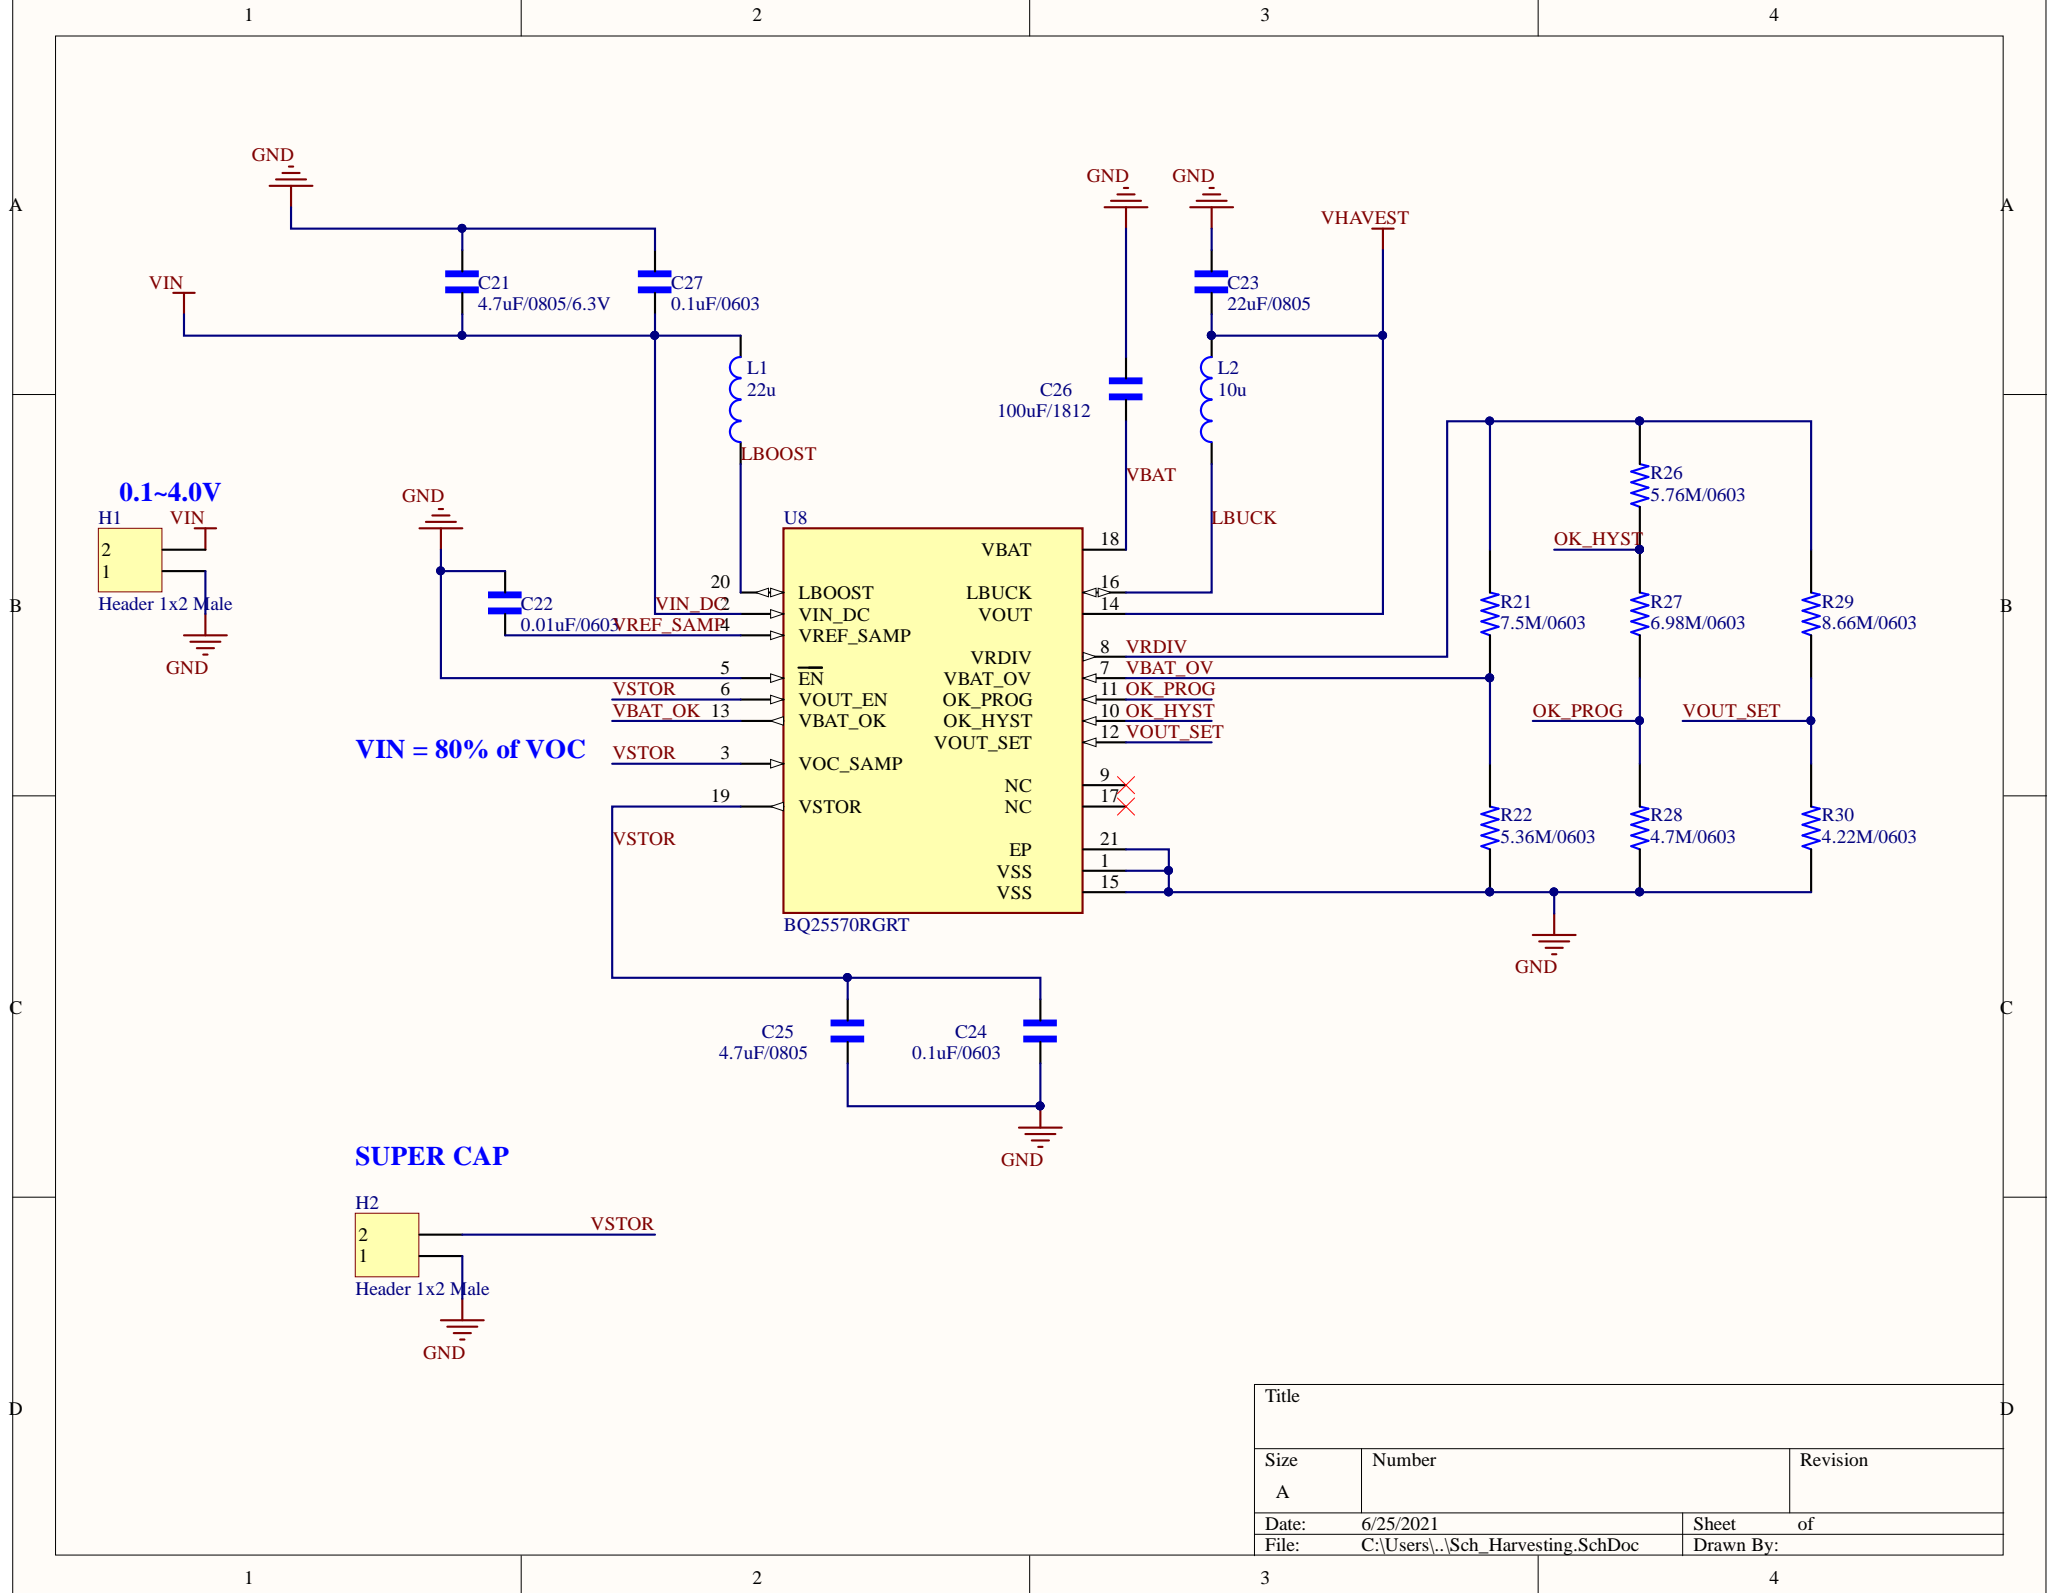 1 2 3 4
A A
B B
C C
D D
GND
VIN
C21
4.7uF/0805/6.3V
C27
0.1uF/0603
L1
22u
LBOOST
GND
GND
VHAVEST
C23
22uF/0805
C26
100uF/1812
L2
10u
VBAT
LBUCK
0.1~4.0V
H1
VIN
2
1
Header 1x2 Male
GND
GND
C22
0.01uF/0603
VIN_DC
VREF_SAMP
U8
20 LBOOST
2 VIN_DC
4 VREF_SAMP
5 EN
VSTOR 6 VOUT_EN
VBAT_OK 13 VBAT_OK
VIN = 80% of VOC
VSTOR 3 VOC_SAMP
19 VSTOR
VSTOR
VBAT 18
LBUCK 16
VOUT 14
VRDIV 8 VRDIV
VBAT_OV 7 VBAT_OV
OK_PROG 11 OK_PROG
OK_HYST 10 OK_HYST
VOUT_SET 12 VOUT_SET
NC 9
NC 17
EP 21
VSS 1
VSS 15
BQ25570RGRT
R26
5.76M/0603
OK_HYST
R21
7.5M/0603
R27
6.98M/0603
R29
8.66M/0603
OK_PROG
VOUT_SET
R22
5.36M/0603
R28
4.7M/0603
R30
4.22M/0603
GND
C25
4.7uF/0805
C24
0.1uF/0603
GND
SUPER CAP
H2
2
1
VSTOR
Header 1x2 Male
GND
Title
Size Number Revision
A
Date: 6/25/2021 Sheet of
File: C:\Users\..\Sch_Harvesting.SchDoc Drawn By:
1 2 3 4